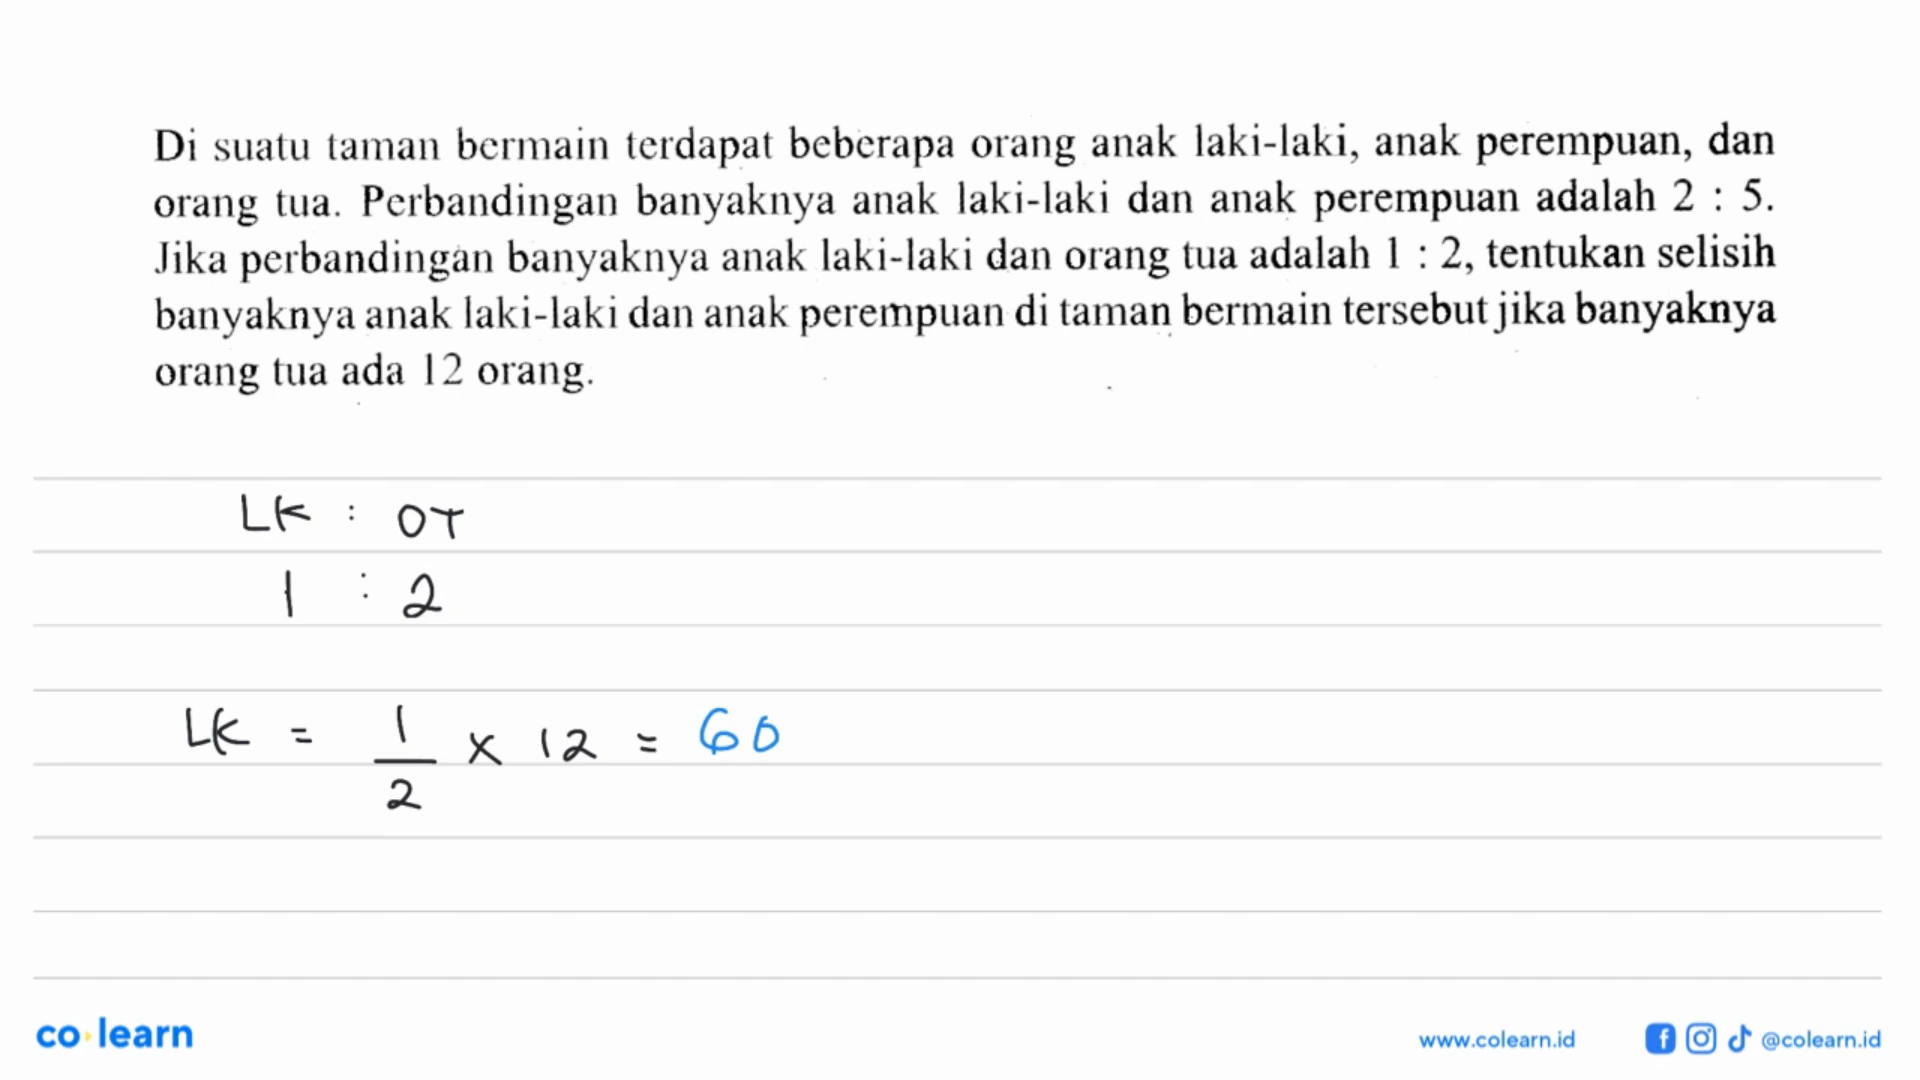 Di suatu taman bermain terdapat beberapa orang anak laki-laki, anak perempuan, dan
orang tua. Perbandingan banyaknya anak laki-laki dan anak perempuan adalah 2 : 5.
Jika perbandingan banyaknya anak laki-laki dan orang tua adalah 1 : 2, tentukan selisih
banyaknya anak laki-laki dan anak perempuan di taman bermain tersebut jika banyaknya
orang tua ada 12 orang.
LK : OT
1 : 2
LK = 1/2 x 12 = 60
co learn
www.colearn.id
@colearn.id